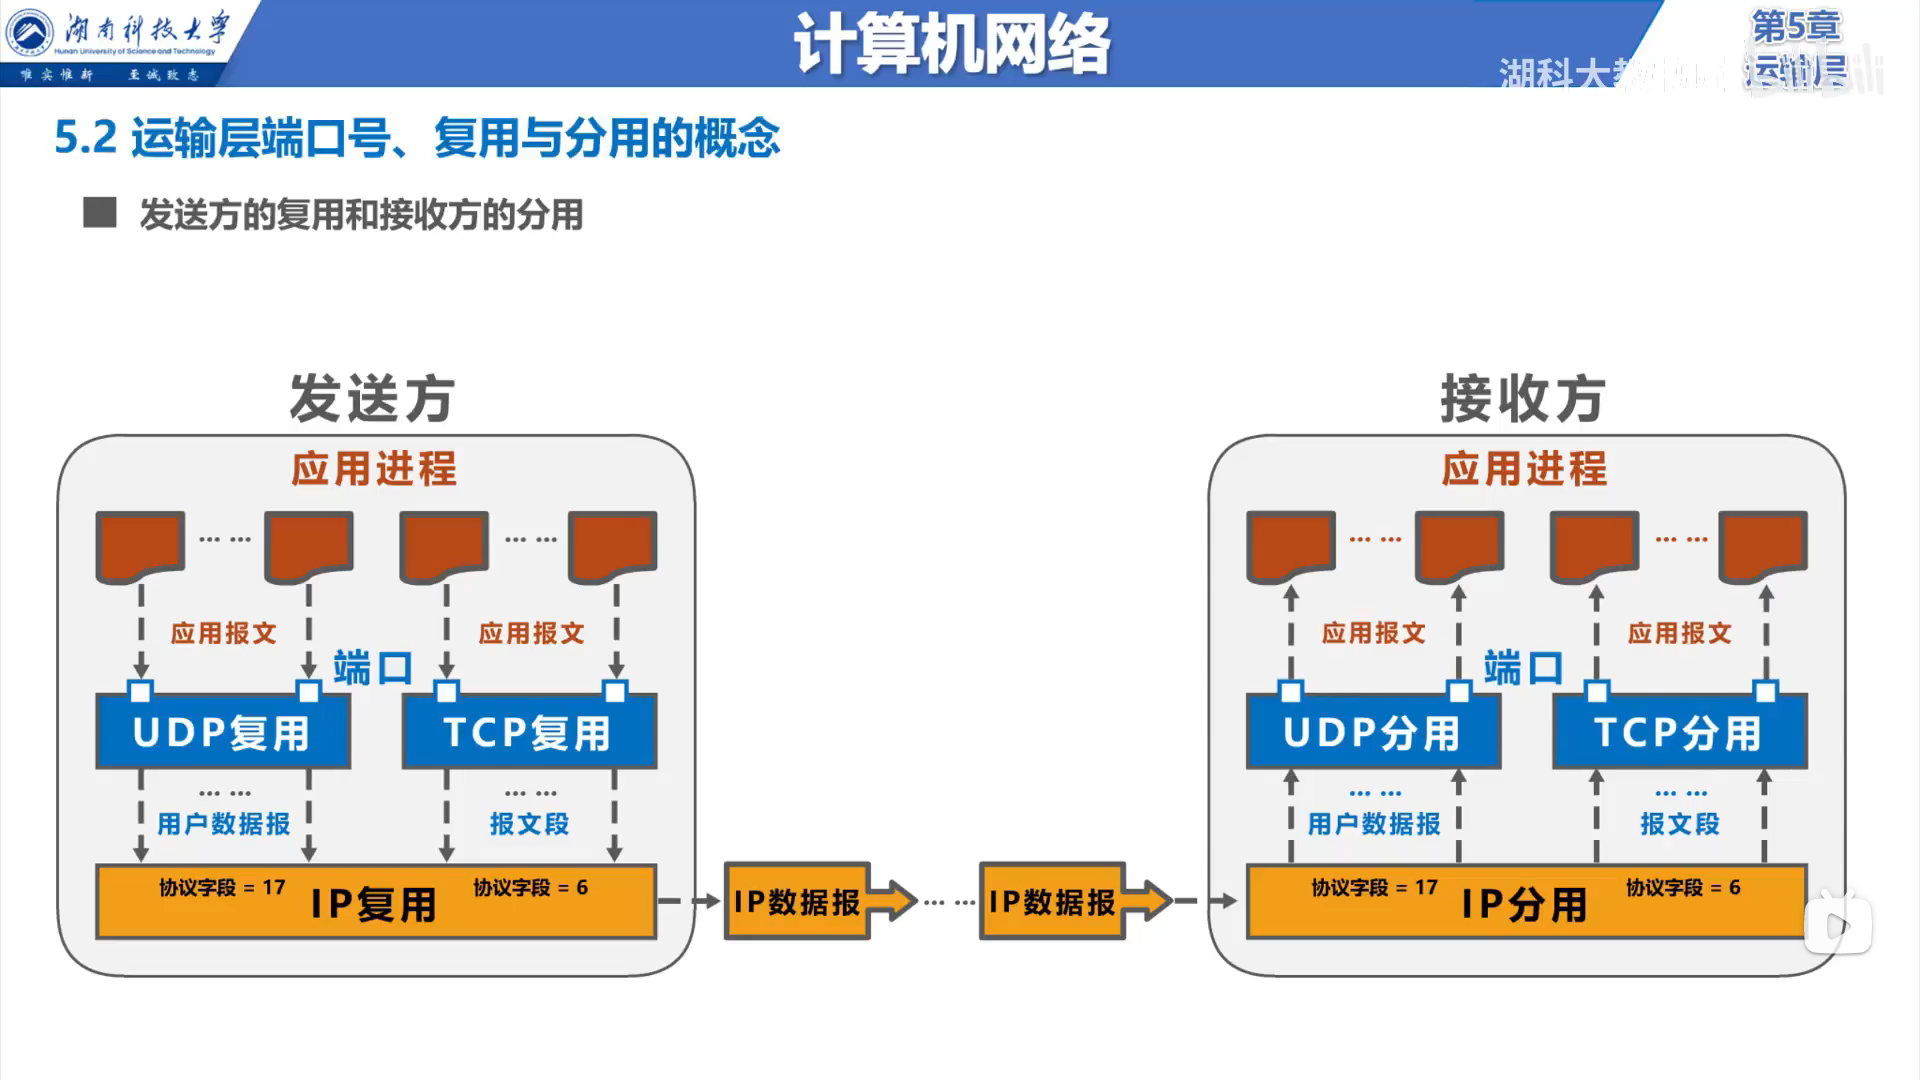 湖南科技大学
Hunan University of Science and Technology
唯实惟新 至诚致志
计算机网络
第5章
运输层
湖科大教
5.2 运输层端口号、复用与分用的概念
发送方的复用和接收方的分用
发送方
接收方
应用进程
应用进程
…… ……
…… ……
应用报文 应用报文
应用报文 应用报文
端口
端口
UDP复用 TCP复用
UDP分用 TCP分用
…… ……
…… ……
用户数据报 报文段
用户数据报 报文段
协议字段 = 17 IP复用 协议字段 = 6
IP数据报 …… IP数据报
协议字段 = 17 IP分用 协议字段 = 6